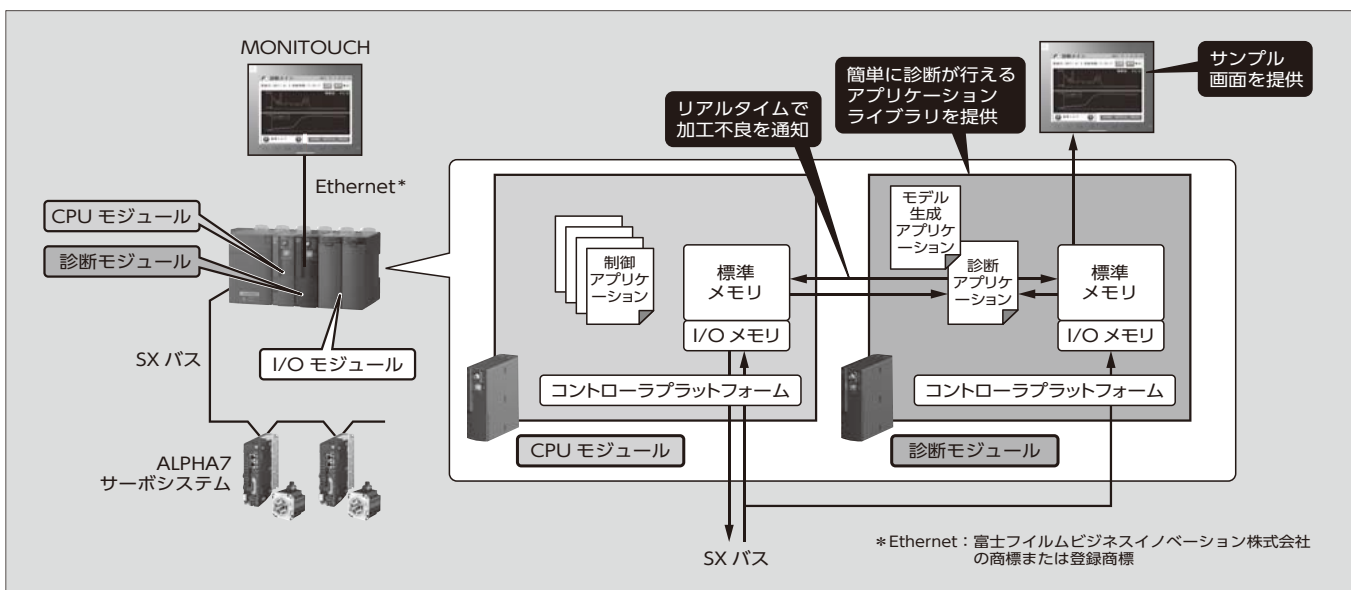 MONITOUCH
Ethernet*
CPU モジュール
診断モジュール
SX バス
I/O モジュール
ALPHA7
サーボシステム
リアルタイムで
加工不良を通知
簡単に診断が行える
アプリケーション
ライブラリを提供
サンプル
画面を提供
制御
アプリケ
ーション
標準
メモリ
I/O メモリ
コントローラプラットフォーム
CPU モジュール
モデル
生成
アプリケ
ーション
診断
アプリケ
ーション
標準
メモリ
I/O メモリ
コントローラプラットフォーム
診断モジュール
SX バス
*Ethernet：富士フイルムビジネスイノベーション株式会社
の商標または登録商標